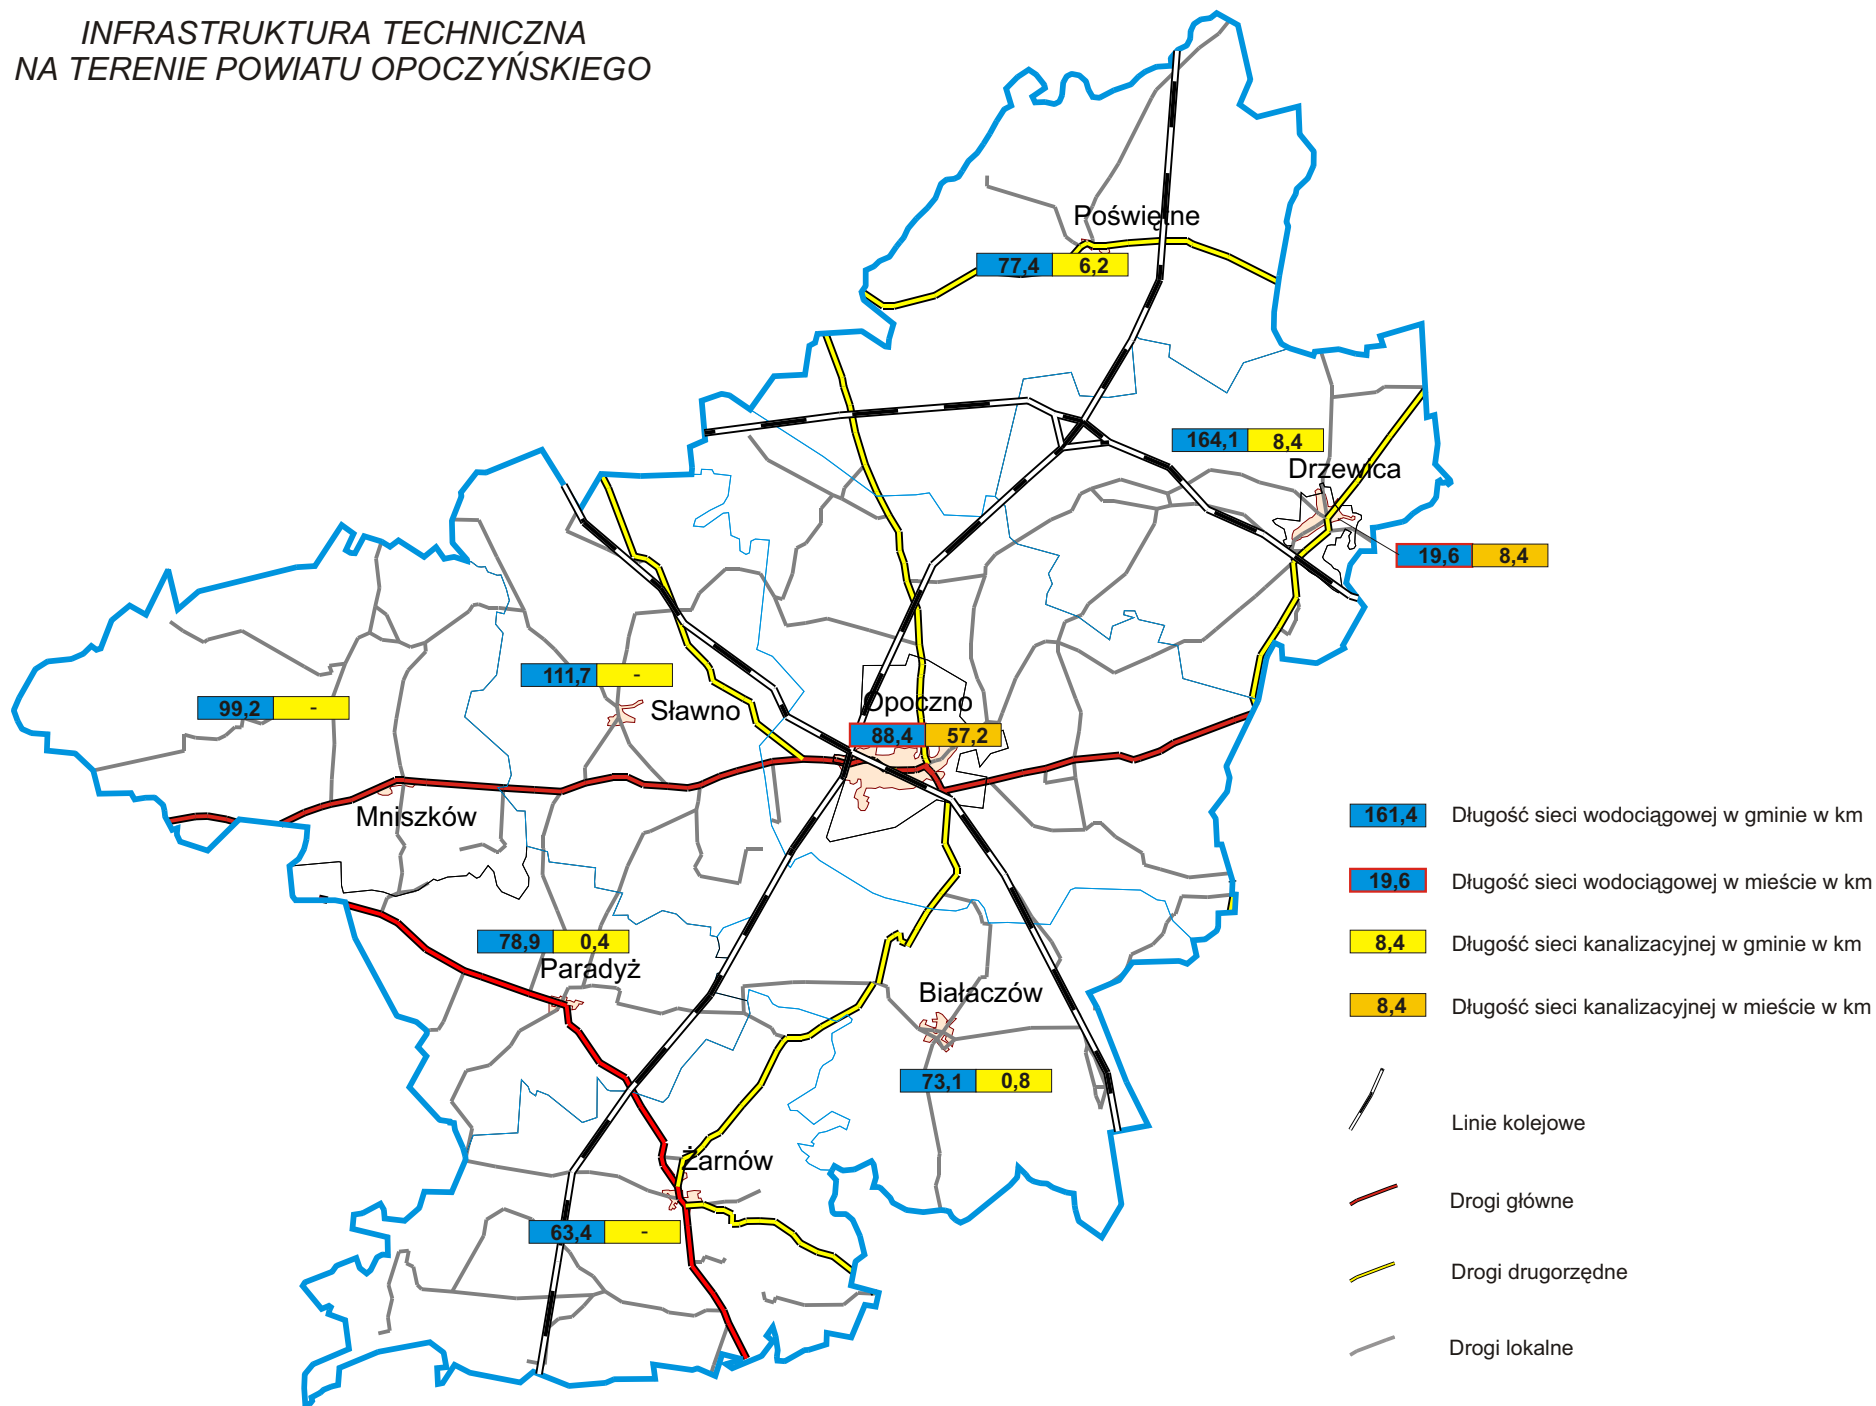 INFRASTRUKTURA TECHNICZNA
NA TERENIE POWIATU OPOCZYŃSKIEGO
Poświętne
77,4 6,2
164,1 8,4
Drzewica
19,6 8,4
111,7 -
Sławno
99,2 -
Opoczno
88,4 57,2
Mniszków
78,9 0,4
Paradyż
Białaczów
73,1 0,8
Żarnów
63,4 -
161,4 Długość sieci wodociągowej w gminie w km
19,6 Długość sieci wodociągowej w mieście w km
8,4 Długość sieci kanalizacyjnej w gminie w km
8,4 Długość sieci kanalizacyjnej w mieście w km
Linie kolejowe
Drogi główne
Drogi drugorzędne
Drogi lokalne